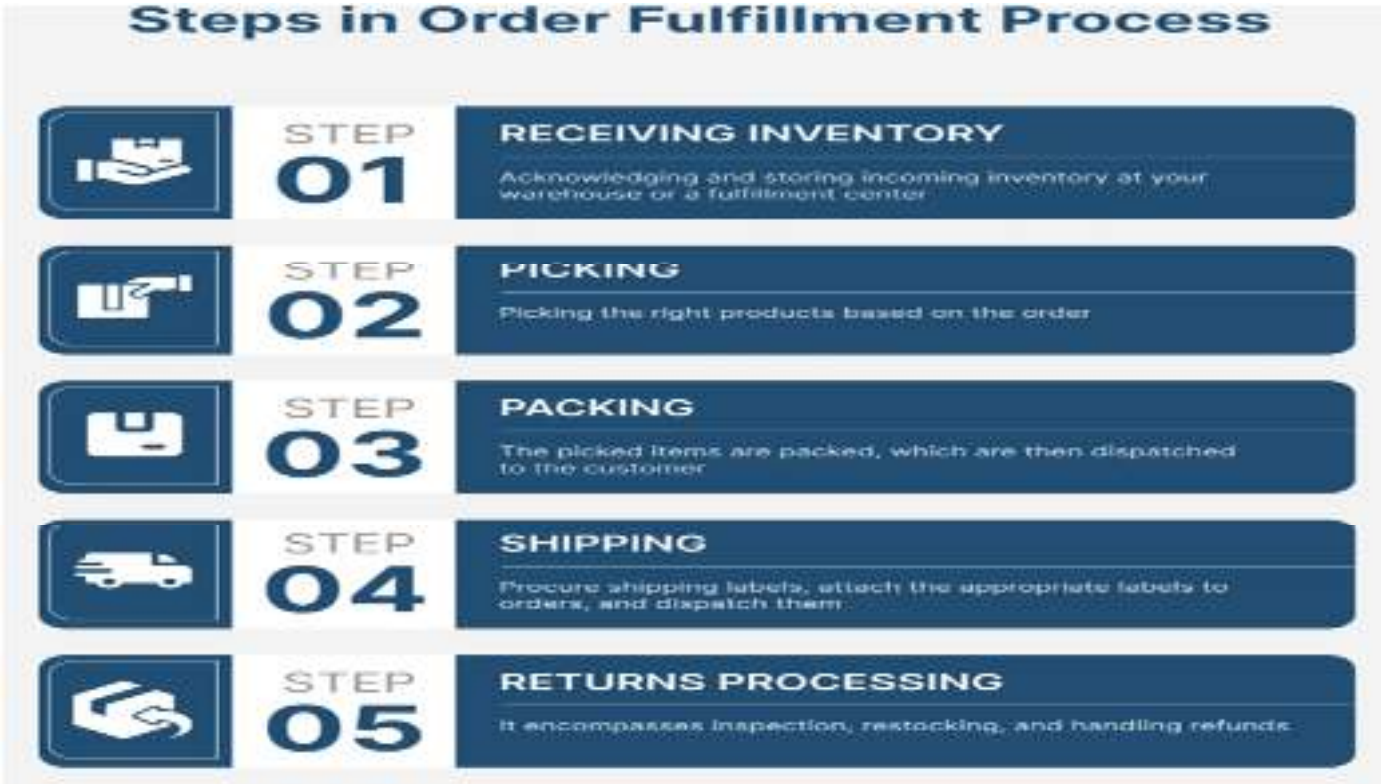 Steps in Order Fulfillment Process
STEP
01
RECEIVING INVENTORY
Acknowledging and storing incoming inventory at your
warehouse or a fulfillment center
STEP
02
PICKING
Picking the right products based on the order
STEP
03
PACKING
The picked items are packed, which are then dispatched
to the customer
STEP
04
SHIPPING
Procure shipping labels, attach the appropriate labels to
orders, and dispatch them
STEP
05
RETURNS PROCESSING
It encompasses inspection, restocking, and handling refunds